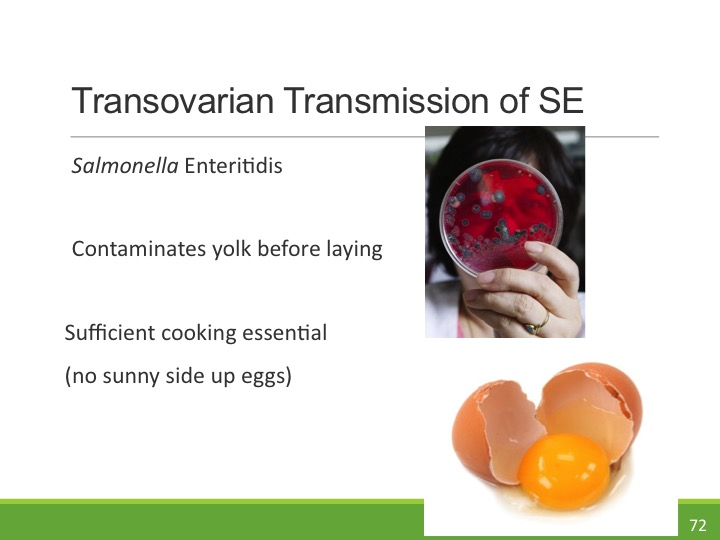 Transovarian Transmission of SE
Salmonella Enteritidis
Contaminates yolk before laying
Sufficient cooking essential
(no sunny side up eggs)
72